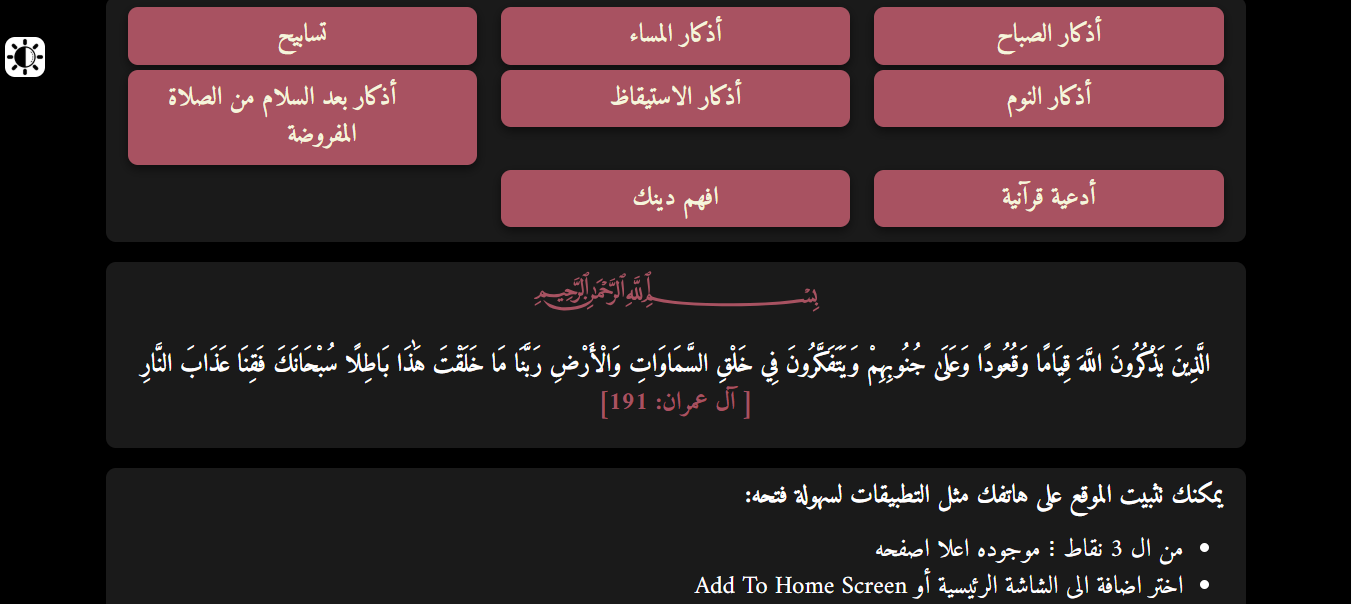 أذكار الصباح
أذكار المساء
تسابيح
أذكار النوم
أذكار الاستيقاظ
أذكار بعد السلام من الصلاة
المفروضة
أدعية قرآنية
افهم دينك
بِسْمِ ٱللَّهِ ٱلرَّحْمَٰنِ ٱلرَّحِيمِ
الَّذِينَ يَذْكُرُونَ اللَّهَ قِيَامًا وَقُعُودًا وَعَلَىٰ جُنُوبِهِمْ وَيَتَفَكَّرُونَ فِي خَلْقِ السَّمَاوَاتِ وَالْأَرْضِ رَبَّنَا مَا خَلَقْتَ هَٰذَا بَاطِلًا سُبْحَانَكَ فَقِنَا عَذَابَ النَّارِ
[ آل عمران: 191]
يمكنك تثبيت الموقع على هاتفك مثل التطبيقات لسهولة فتحه:
من ال 3 نقاط ⋮ موجوده اعلا اصفحه
اختر اضافة الى الشاشة الرئيسية أو Add To Home Screen